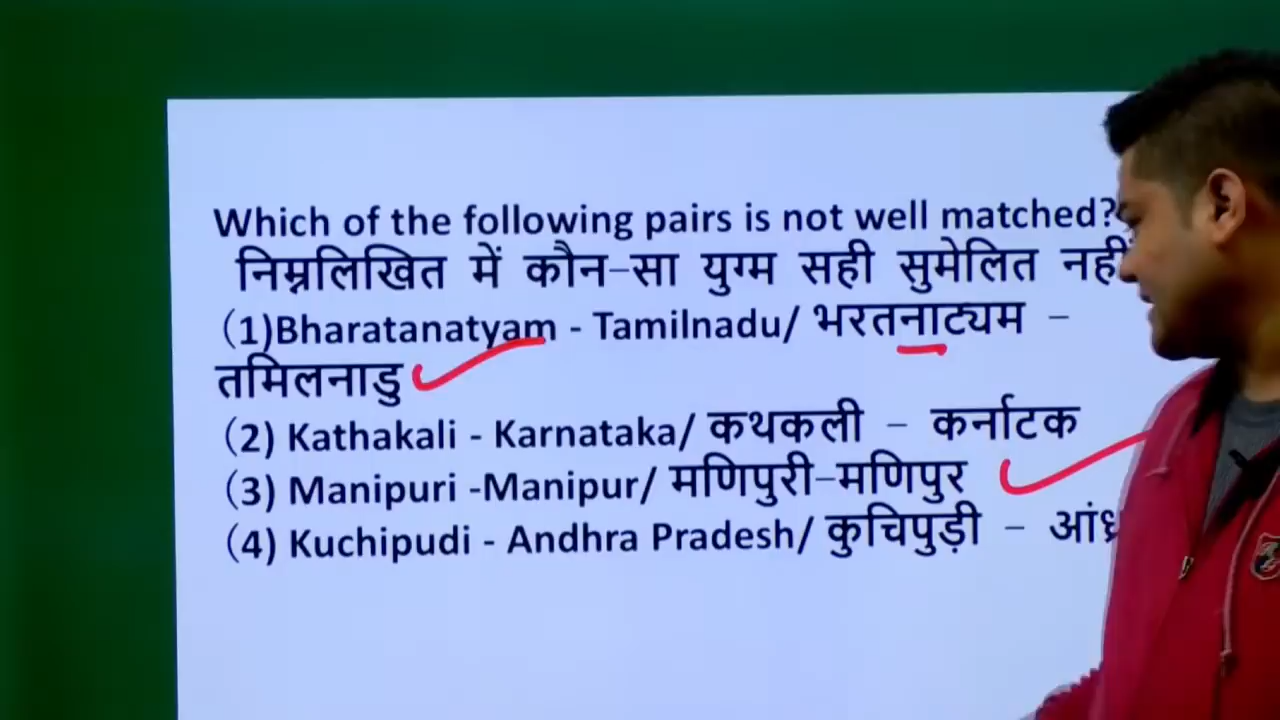 Which of the following pairs is not well matched?
निम्नलिखित में कौन-सा युग्म सही सुमेलित नहीं
(1)Bharatanatyam - Tamilnadu/ भरतनाट्यम -
तमिलनाडु
(2) Kathakali - Karnataka/ कथकली - कर्नाटक
(3) Manipuri -Manipur/ मणिपुरी-मणिपुर
(4) Kuchipudi - Andhra Pradesh/ कुचिपुड़ी -